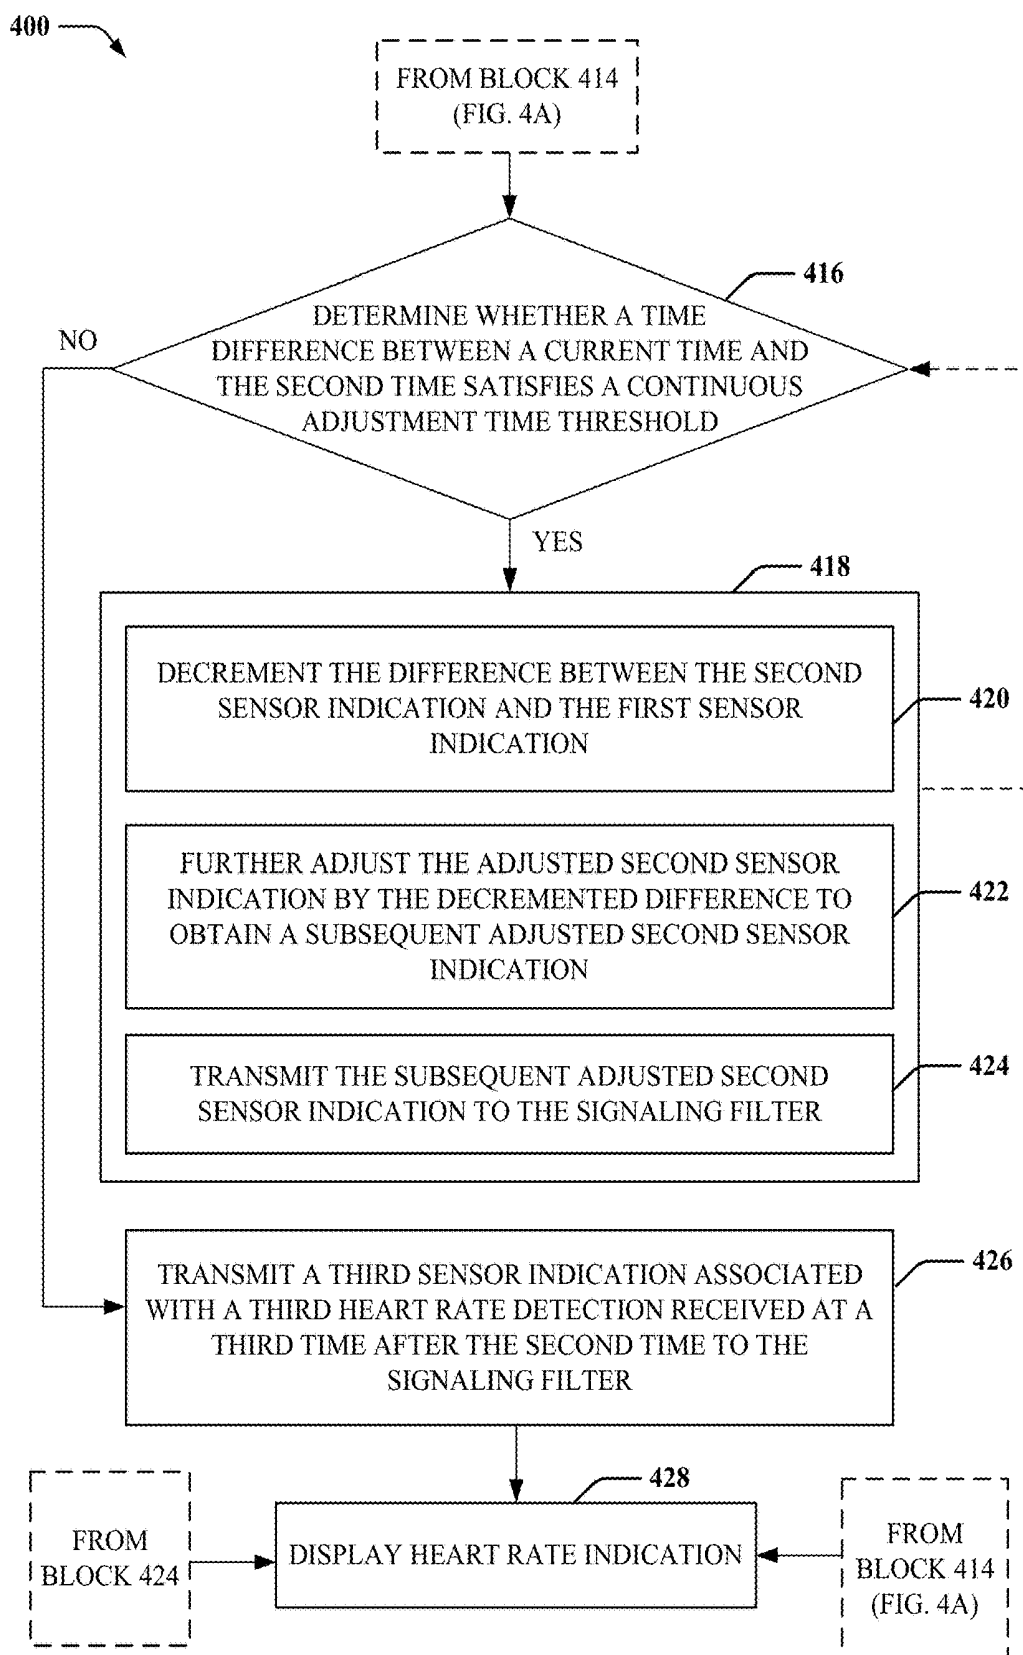 400
FROM BLOCK 414
(FIG. 4A)
416
DETERMINE WHETHER A TIME
DIFFERENCE BETWEEN A CURRENT TIME AND
THE SECOND TIME SATISFIES A CONTINUOUS
ADJUSTMENT TIME THRESHOLD
NO
YES
418
DECREMENT THE DIFFERENCE BETWEEN THE SECOND
SENSOR INDICATION AND THE FIRST SENSOR
INDICATION
420
FURTHER ADJUST THE ADJUSTED SECOND SENSOR
INDICATION BY THE DECREMENTED DIFFERENCE TO
OBTAIN A SUBSEQUENT ADJUSTED SECOND SENSOR
INDICATION
422
TRANSMIT THE SUBSEQUENT ADJUSTED SECOND
SENSOR INDICATION TO THE SIGNALING FILTER
424
TRANSMIT A THIRD SENSOR INDICATION ASSOCIATED
WITH A THIRD HEART RATE DETECTION RECEIVED AT A
THIRD TIME AFTER THE SECOND TIME TO THE
SIGNALING FILTER
426
FROM
BLOCK 424
428
DISPLAY HEART RATE INDICATION
FROM
BLOCK 414
(FIG. 4A)